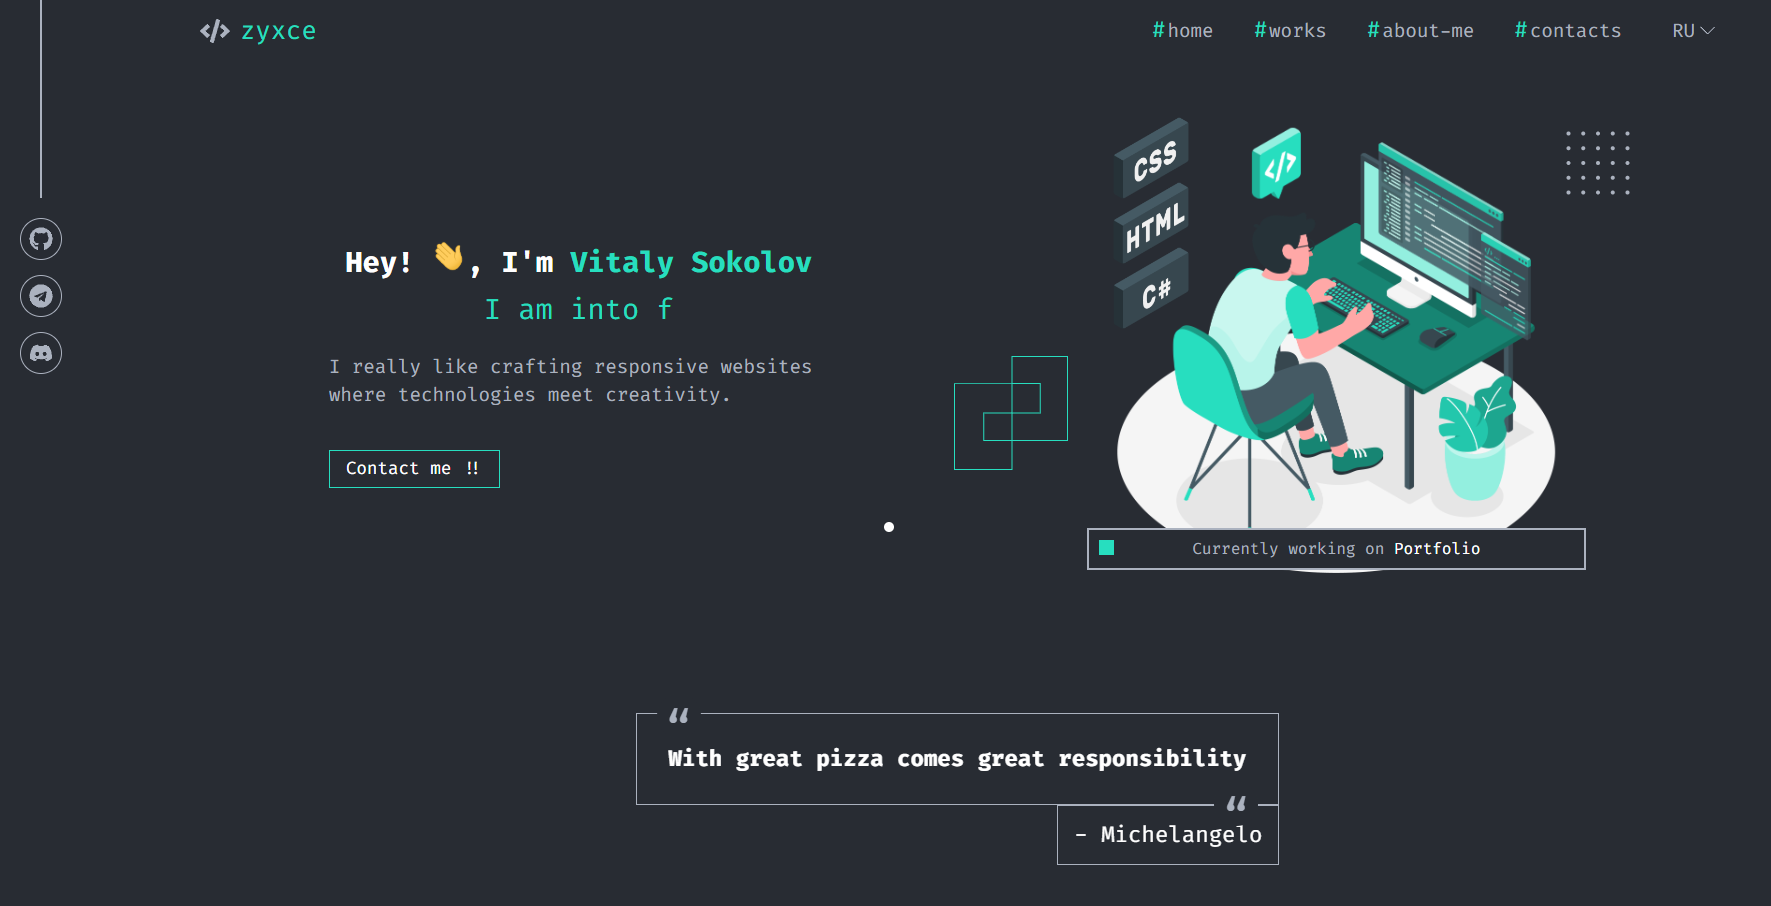 </> zyxce
#home #works #about-me #contacts RU
CSS
</>
HTML
C#
Hey! 👋, I'm Vitaly Sokolov
I am into f
I really like crafting responsive websites
where technologies meet creativity.
Contact me !!
Currently working on Portfolio
“
With great pizza comes great responsibility
“
- Michelangelo